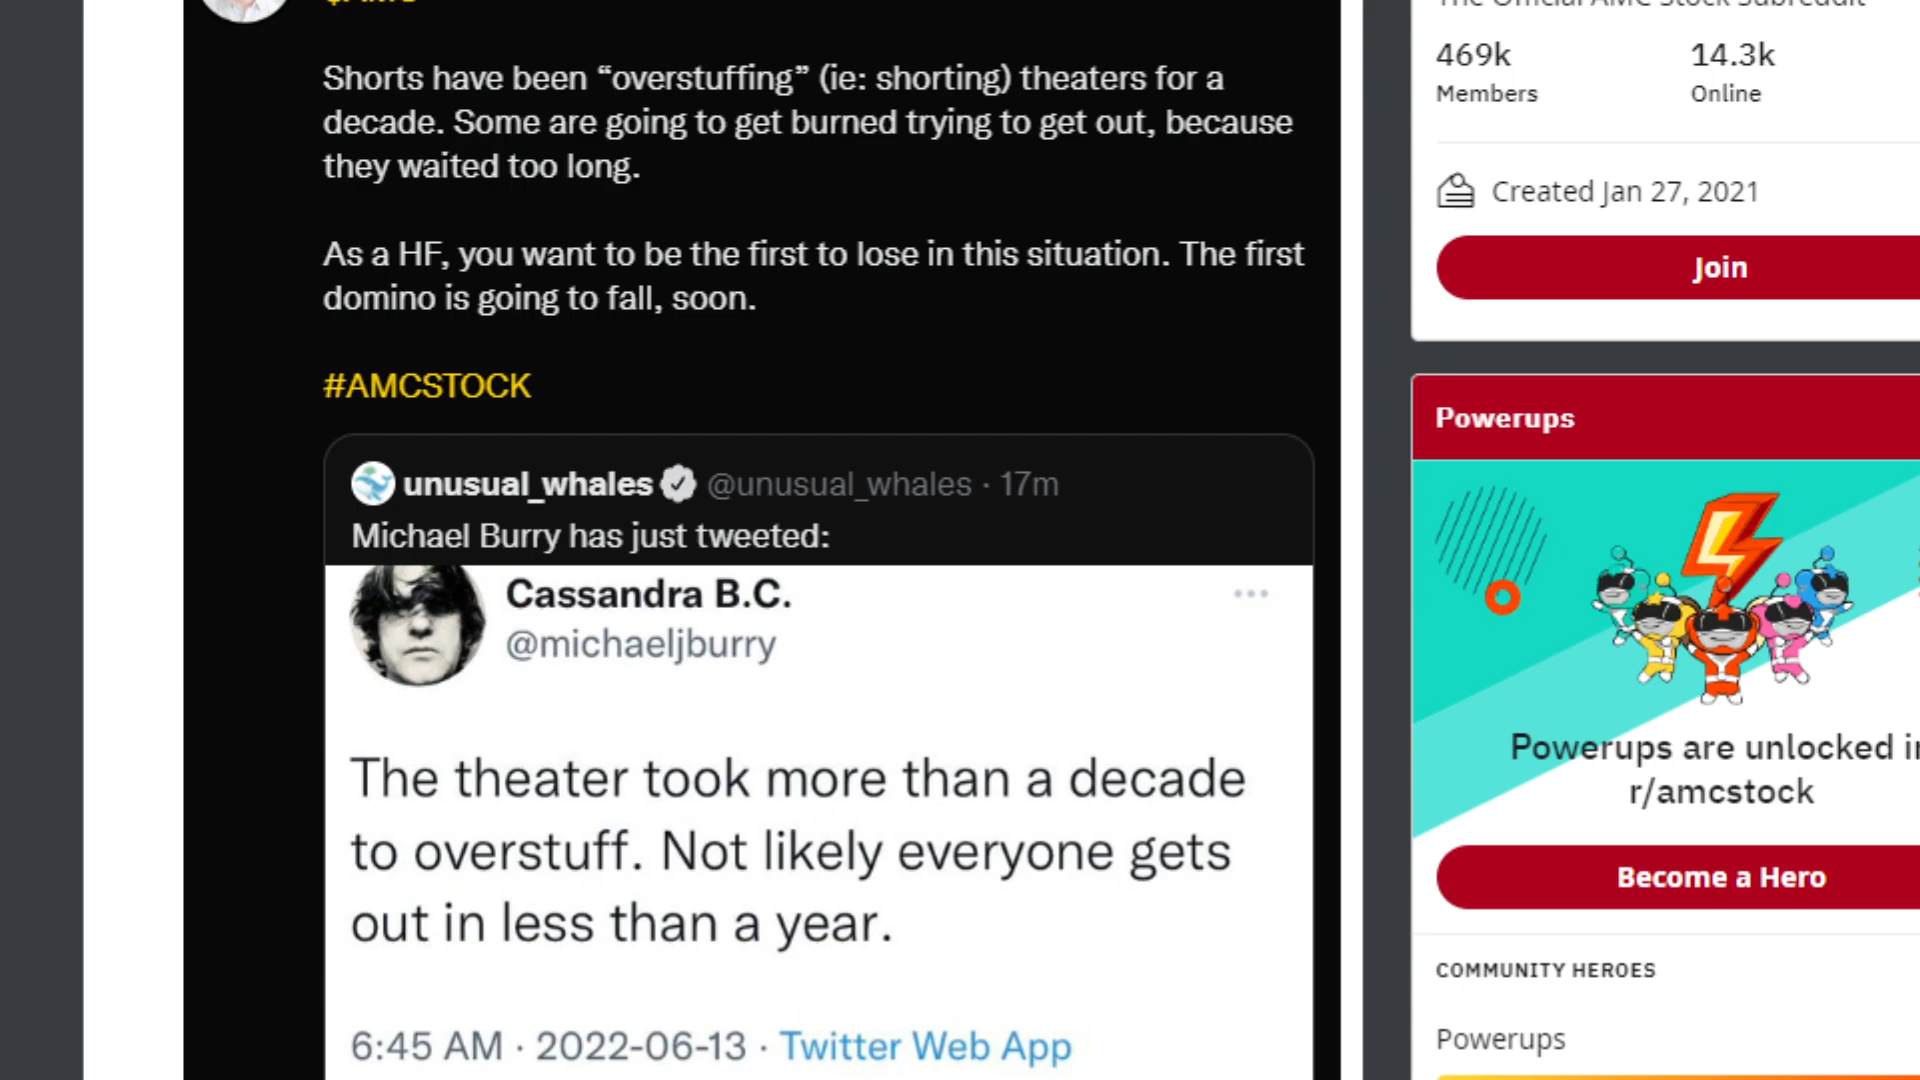 Shorts have been “overstuffing” (ie: shorting) theaters for a
decade. Some are going to get burned trying to get out, because
they waited too long.
As a HF, you want to be the first to lose in this situation. The first
domino is going to fall, soon.
#AMCSTOCK
unusual_whales @unusual_whales · 17m
Michael Burry has just tweeted:
Cassandra B.C.
@michaeljburry
The theater took more than a decade
to overstuff. Not likely everyone gets
out in less than a year.
6:45 AM · 2022-06-13 · Twitter Web App
The Official AMC Stock Subreddit
469k 14.3k
Members Online
Created Jan 27, 2021
Join
Powerups
Powerups are unlocked
r/amcstock
Become a Hero
COMMUNITY HEROES
Powerups